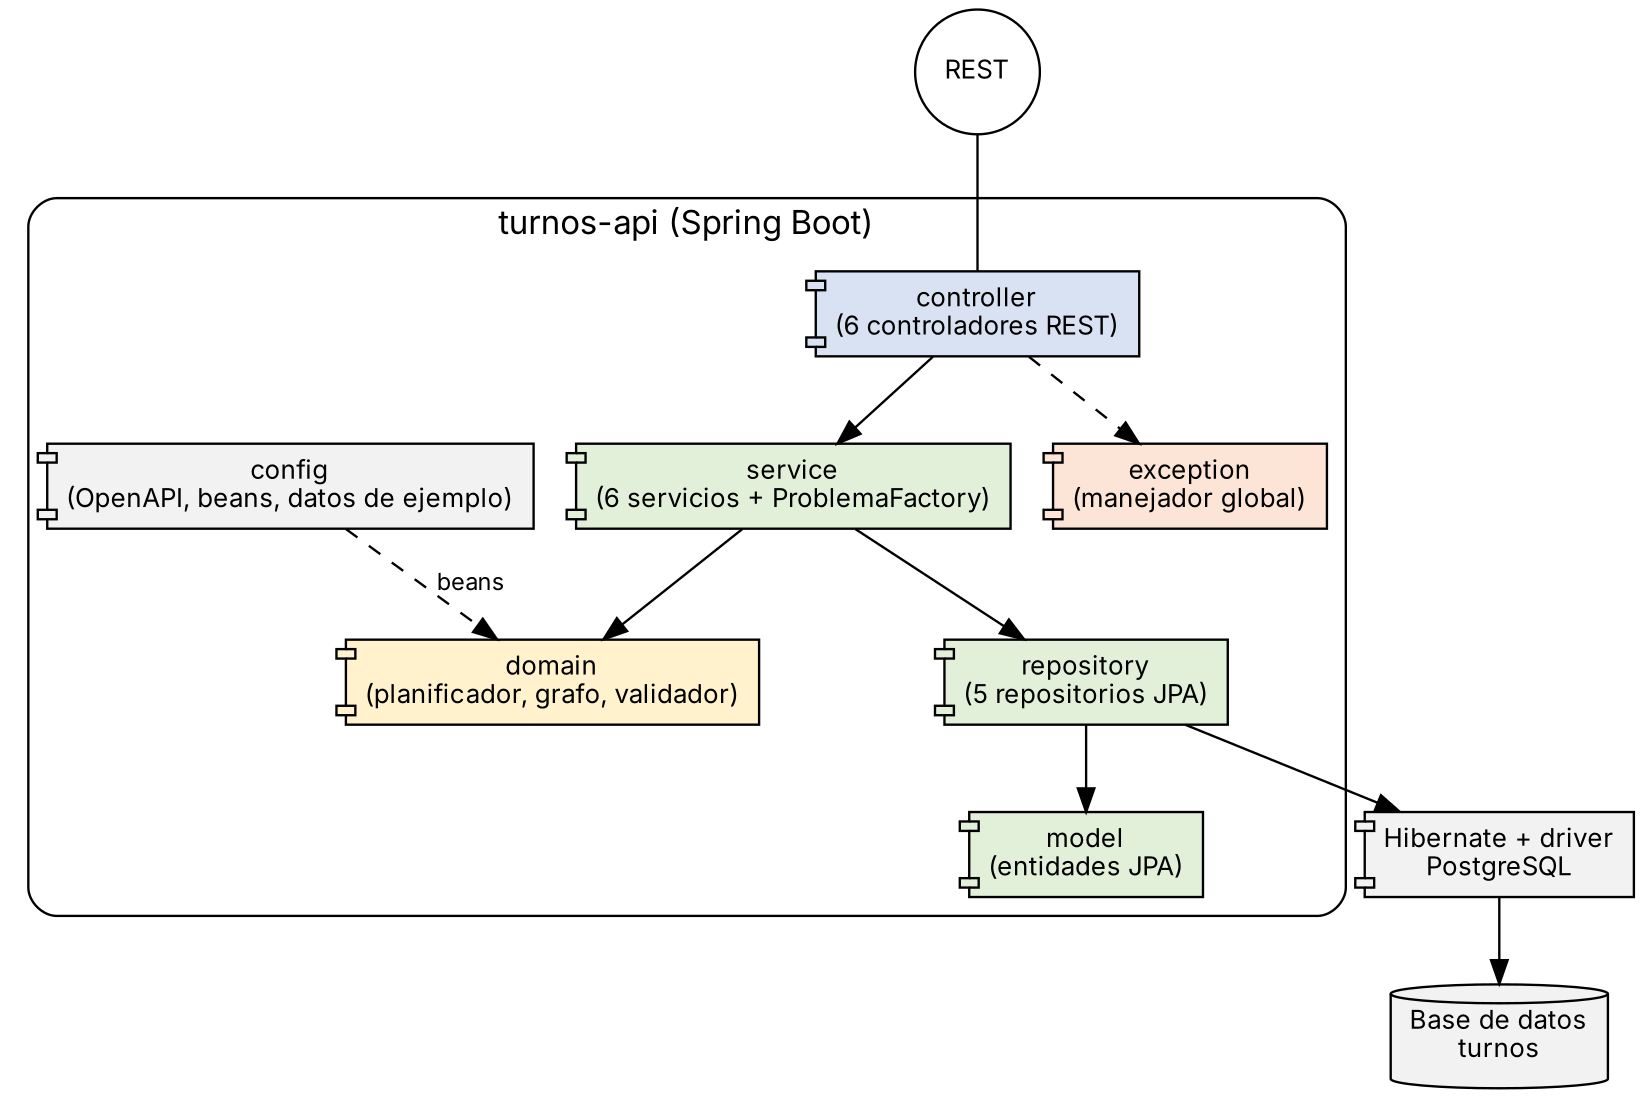 REST
turnos-api (Spring Boot)
controller
(6 controladores REST)
config
(OpenAPI, beans, datos de ejemplo)
service
(6 servicios + ProblemaFactory)
exception
(manejador global)
beans
domain
(planificador, grafo, validador)
repository
(5 repositorios JPA)
model
(entidades JPA)
Hibernate + driver
PostgreSQL
Base de datos
turnos